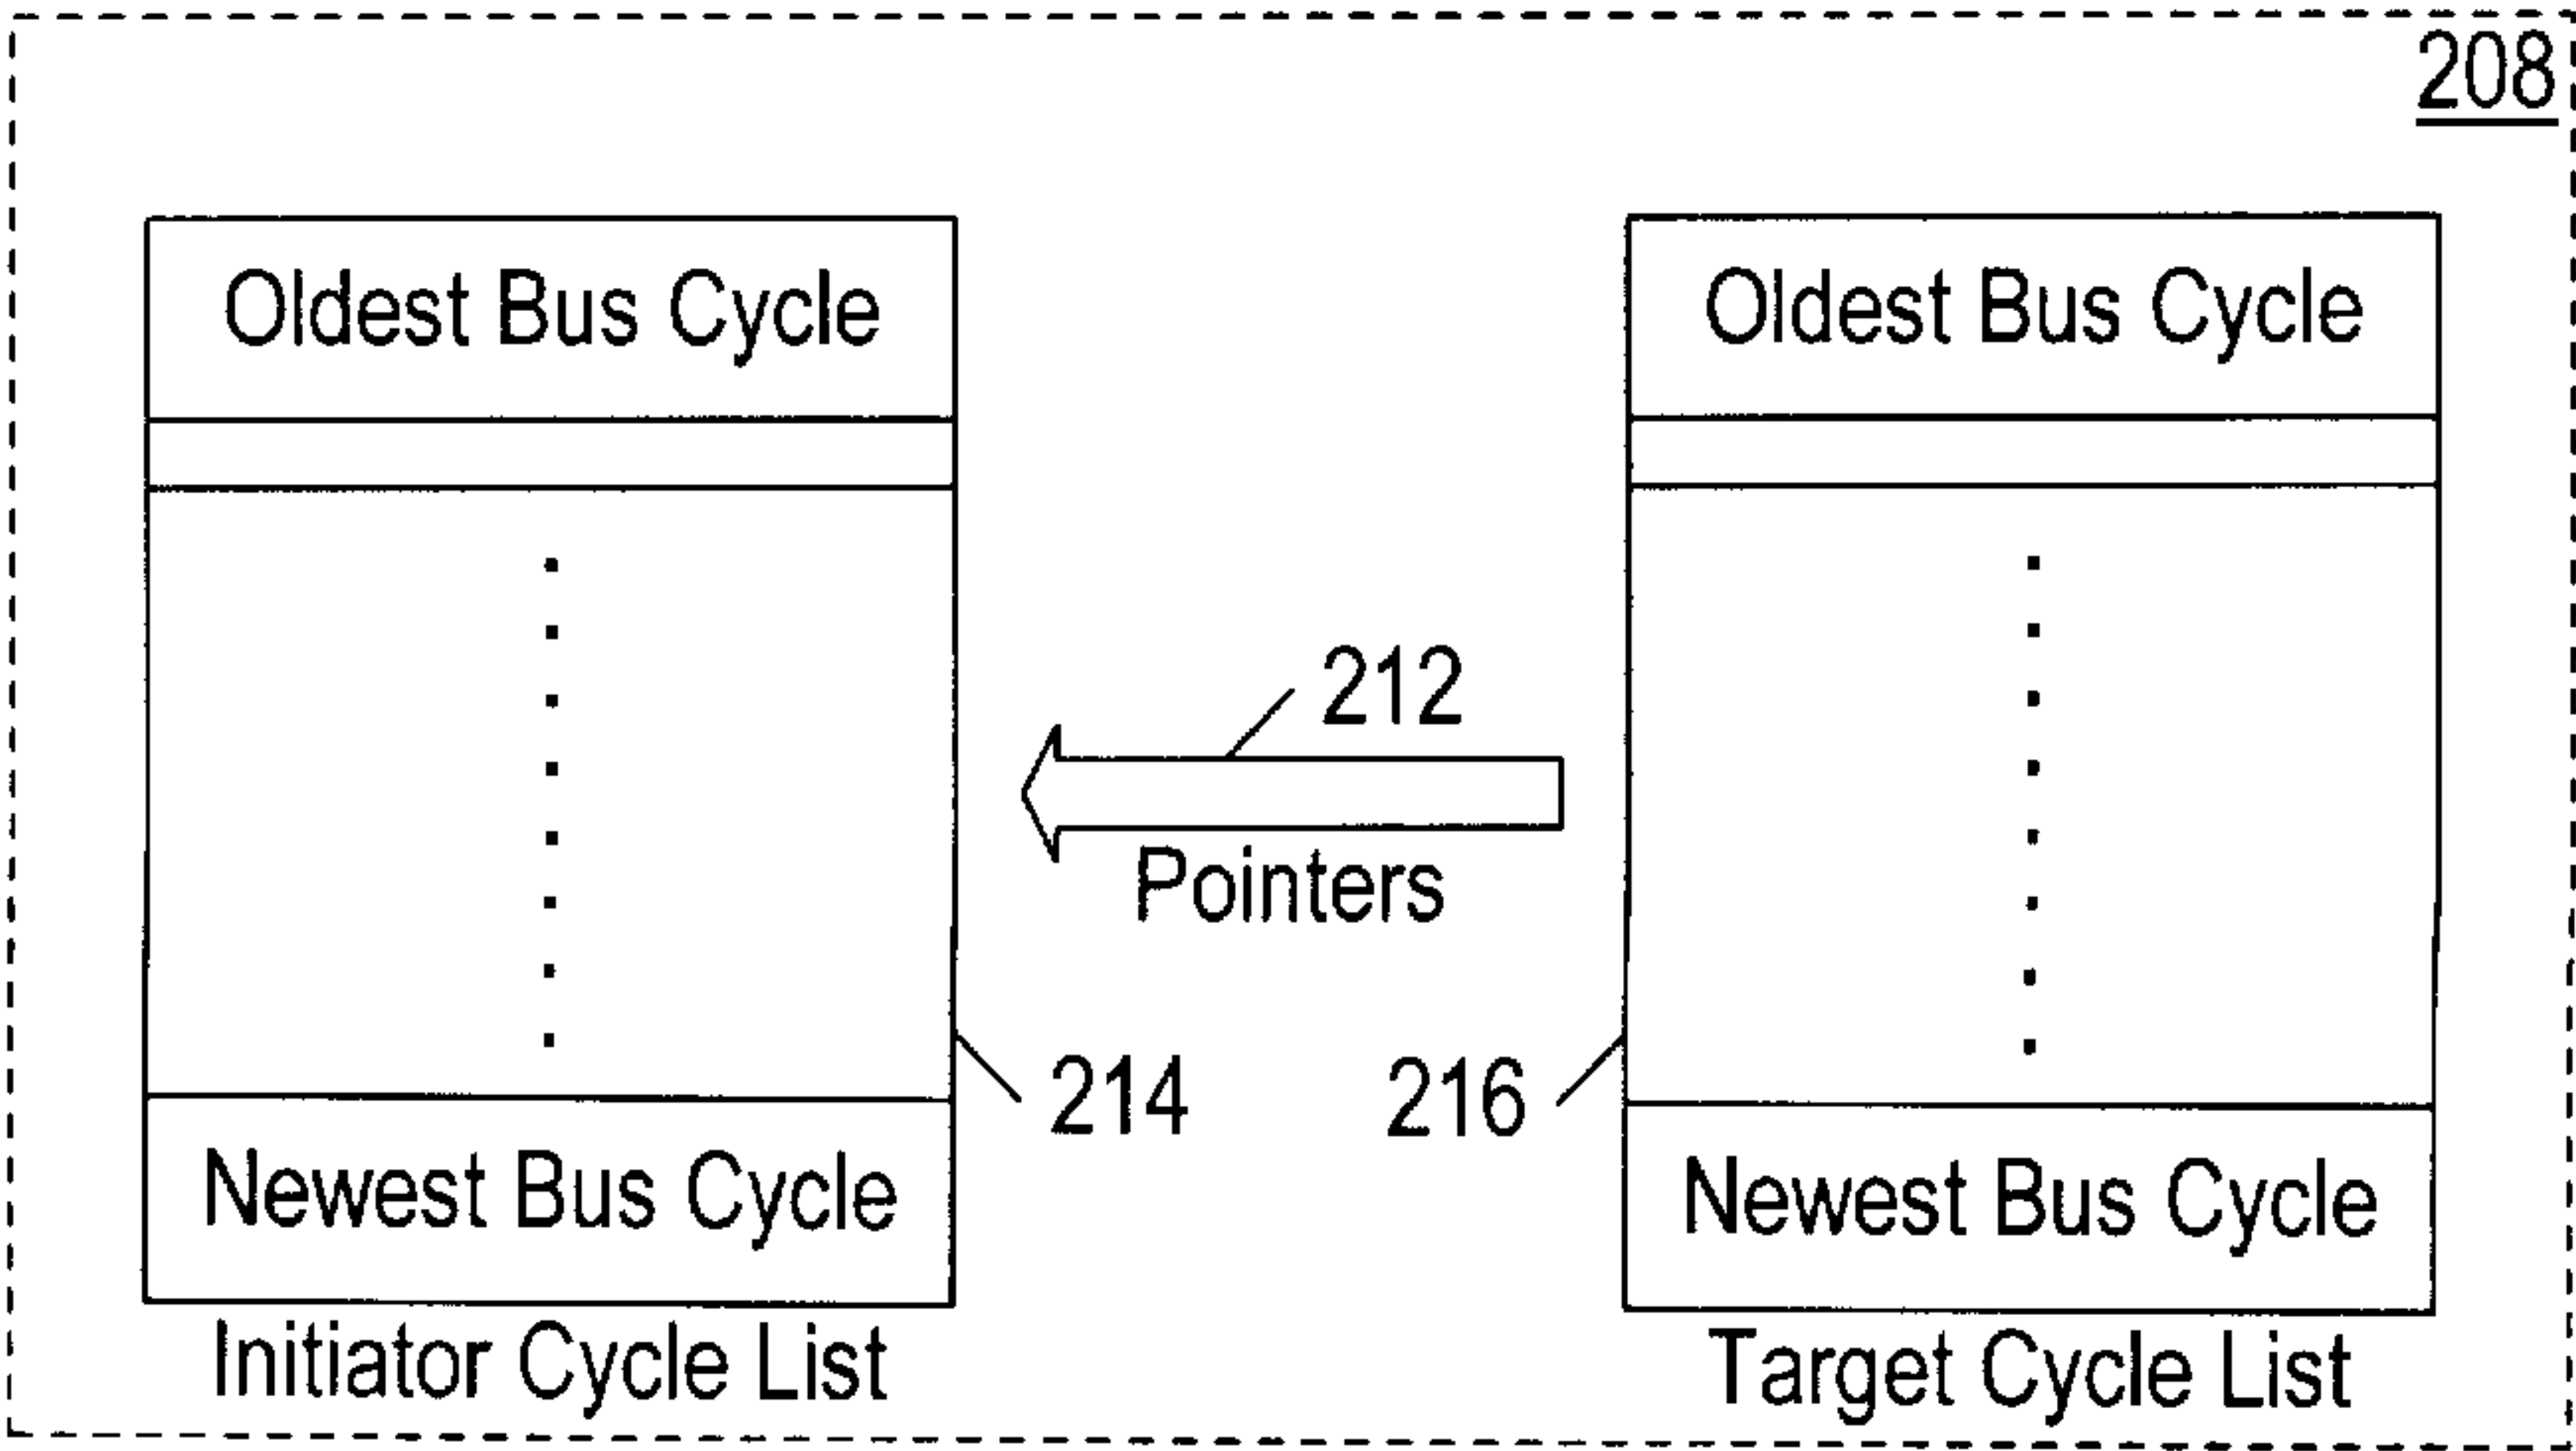 208
Oldest Bus Cycle
Oldest Bus Cycle
212
Pointers
214
216
Newest Bus Cycle
Newest Bus Cycle
Initiator Cycle List
Target Cycle List